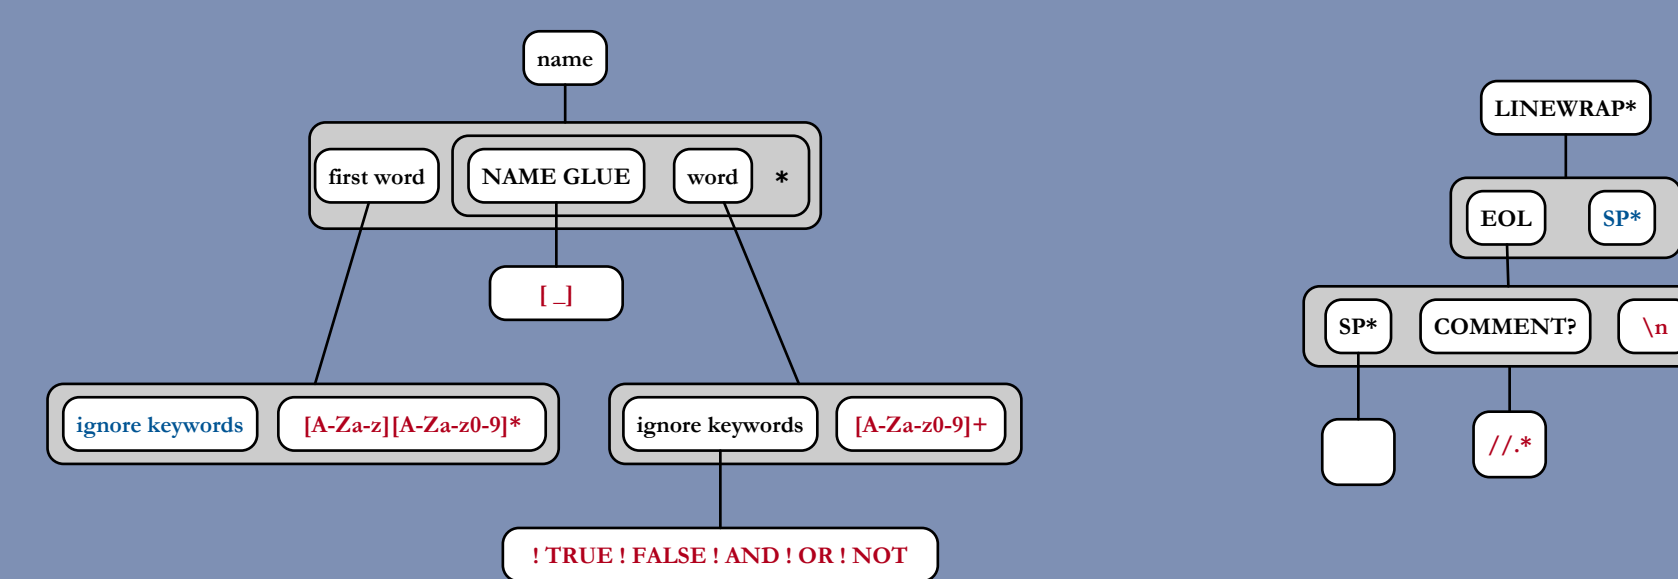 name
LINEWRAP*
first word NAME GLUE word *
EOL SP*
[ _]
SP* COMMENT? \n
ignore keywords [A-Za-z][A-Za-z0-9]* ignore keywords [A-Za-z0-9]+
//.*
! TRUE ! FALSE ! AND ! OR ! NOT